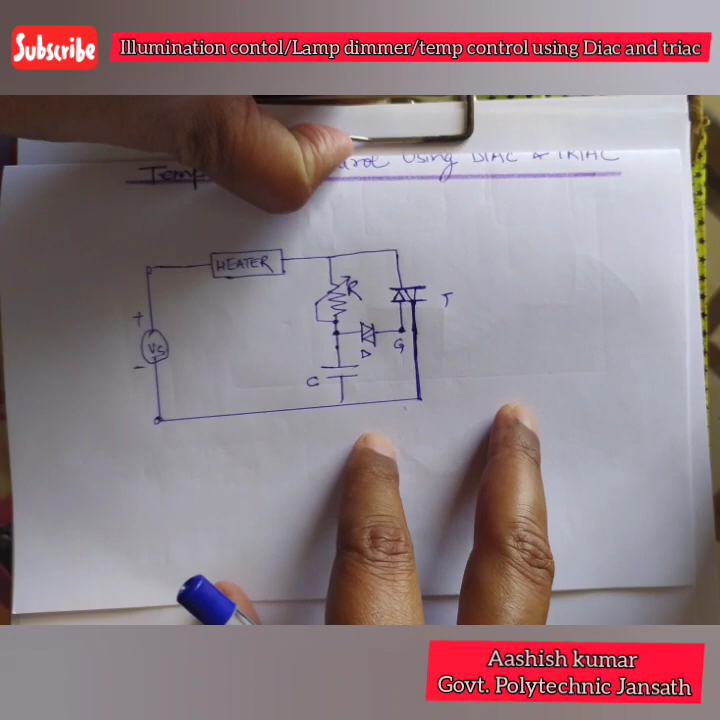 Subscribe
Illumination contol/Lamp dimmer/temp control using Diac and triac
Temp
using DIAC & TRIAC
HEATER
R
T
+
Vs
D
G
-
C
Aashish kumar
Govt. Polytechnic Jansath